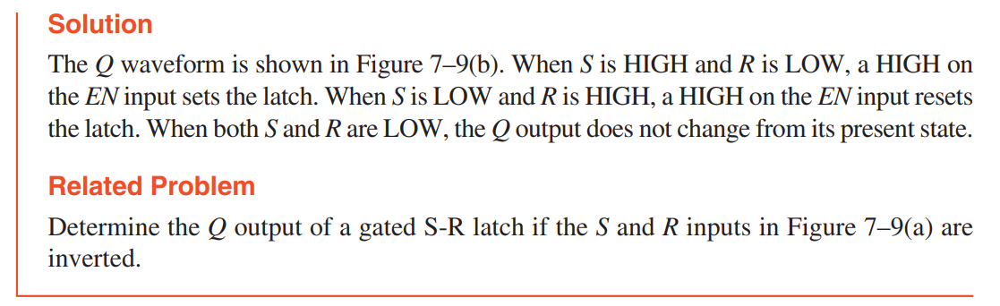 Solution
The Q waveform is shown in Figure 7–9(b). When S is HIGH and R is LOW, a HIGH on
the EN input sets the latch. When S is LOW and R is HIGH, a HIGH on the EN input resets
the latch. When both S and R are LOW, the Q output does not change from its present state.
Related Problem
Determine the Q output of a gated S-R latch if the S and R inputs in Figure 7–9(a) are
inverted.